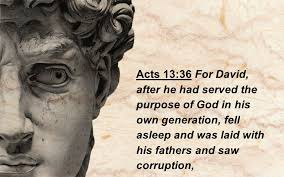 Acts 13:36 For David,
after he had served the
purpose of God in his
own generation, fell
asleep and was laid with
his fathers and saw
corruption,